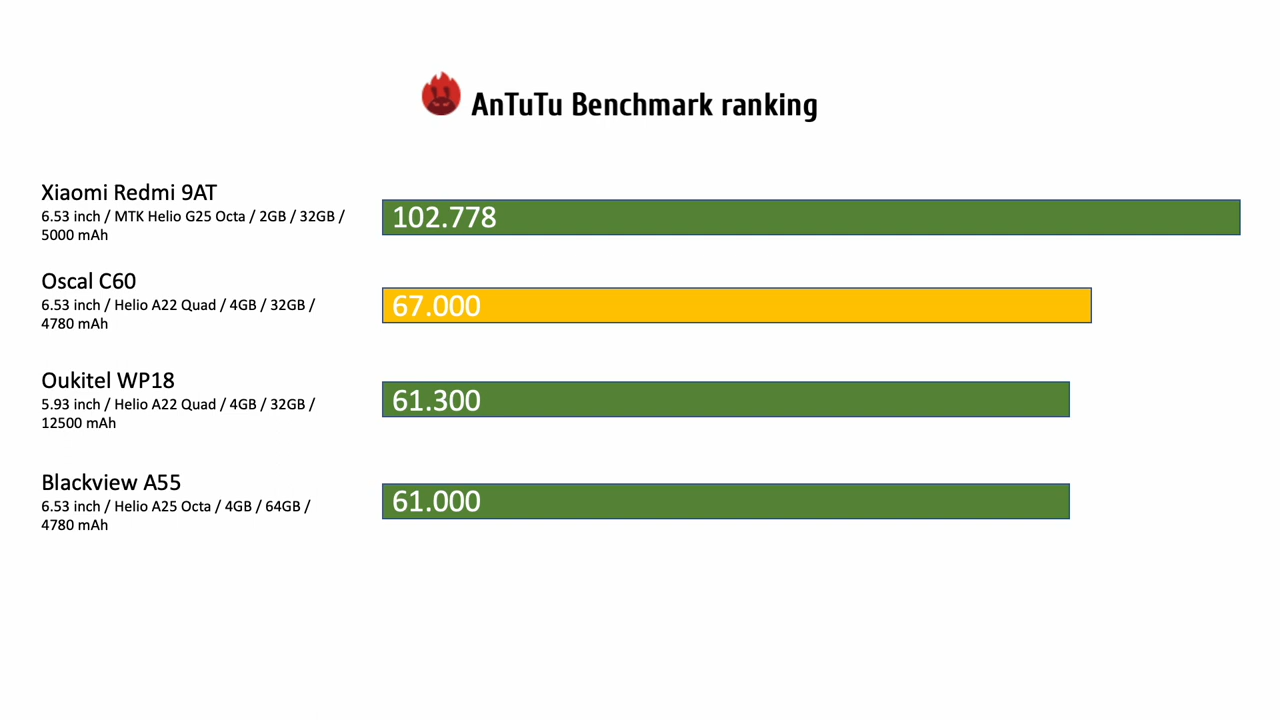 AnTuTu Benchmark ranking
Xiaomi Redmi 9AT
6.53 inch / MTK Helio G25 Octa / 2GB / 32GB /
5000 mAh
102.778
Oscal C60
6.53 inch / Helio A22 Quad / 4GB / 32GB /
4780 mAh
67.000
Oukitel WP18
5.93 inch / Helio A22 Quad / 4GB / 32GB /
12500 mAh
61.300
Blackview A55
6.53 inch / Helio A25 Octa / 4GB / 64GB /
4780 mAh
61.000